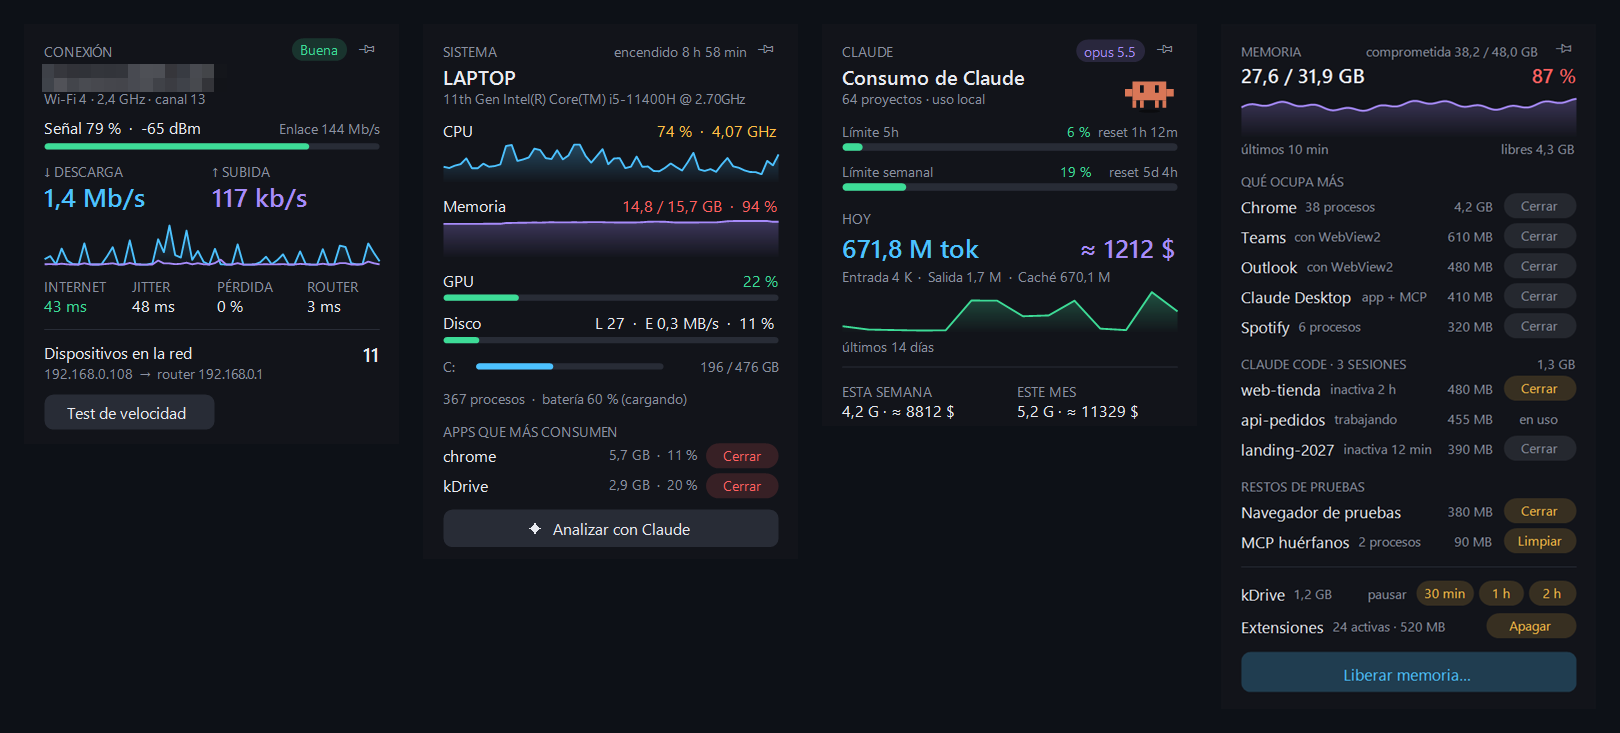 CONEXIÓN
Buena
Wi-Fi 4 · 2,4 GHz · canal 13
Señal 79 % · -65 dBm
Enlace 144 Mb/s
↓ DESCARGA
↑ SUBIDA
1,4 Mb/s
117 kb/s
INTERNET
JITTER
PÉRDIDA
ROUTER
43 ms
48 ms
0 %
3 ms
Dispositivos en la red
11
192.168.0.108 → router 192.168.0.1
Test de velocidad
SISTEMA
encendido 8 h 58 min
LAPTOP
11th Gen Intel(R) Core(TM) i5-11400H @ 2.70GHz
CPU
74 % · 4,07 GHz
Memoria
14,8 / 15,7 GB · 94 %
GPU
22 %
Disco
L 27 · E 0,3 MB/s · 11 %
C:
196 / 476 GB
367 procesos · batería 60 % (cargando)
APPS QUE MÁS CONSUMEN
chrome
5,7 GB · 11 %
Cerrar
kDrive
2,9 GB · 20 %
Cerrar
✦ Analizar con Claude
CLAUDE
opus 5.5
Consumo de Claude
64 proyectos · uso local
Límite 5h
6 % reset 1h 12m
Límite semanal
19 % reset 5d 4h
HOY
671,8 M tok
≈ 1212 $
Entrada 4 K · Salida 1,7 M · Caché 670,1 M
últimos 14 días
ESTA SEMANA
ESTE MES
4,2 G · ≈ 8812 $
5,2 G · ≈ 11329 $
MEMORIA
comprometida 38,2 / 48,0 GB
27,6 / 31,9 GB
87 %
últimos 10 min
libres 4,3 GB
QUÉ OCUPA MÁS
Chrome 38 procesos 4,2 GB Cerrar
Teams con WebView2 610 MB Cerrar
Outlook con WebView2 480 MB Cerrar
Claude Desktop app + MCP 410 MB Cerrar
Spotify 6 procesos 320 MB Cerrar
CLAUDE CODE · 3 SESIONES 1,3 GB
web-tienda inactiva 2 h 480 MB Cerrar
api-pedidos trabajando 455 MB en uso
landing-2027 inactiva 12 min 390 MB Cerrar
RESTOS DE PRUEBAS
Navegador de pruebas 380 MB Cerrar
MCP huérfanos 2 procesos 90 MB Limpiar
kDrive 1,2 GB pausar 30 min 1 h 2 h
Extensiones 24 activas · 520 MB Apagar
Liberar memoria...